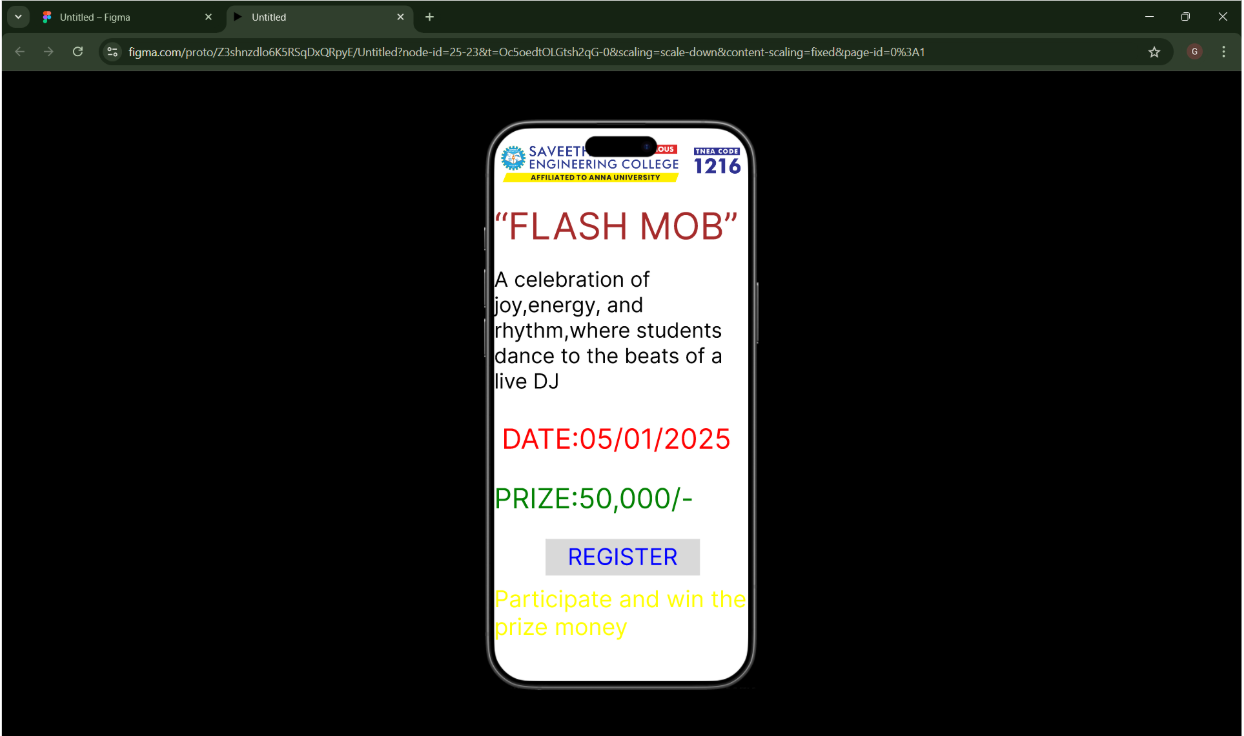 Untitled – Figma
Untitled
figma.com/proto/Z3shnzdlo6K5RSqDxQRpyE/Untitled?node-id=25-23&t=Oc5oedtOLGtsh2qG-0&scaling=scale-down&content-scaling=fixed&page-id=0%3A1
G
SAVEETH OUS
ENGINEERING COLLEGE
AFFILIATED TO ANNA UNIVERSITY
TNEA CODE
1216
“FLASH MOB”
A celebration of
joy,energy, and
rhythm,where students
dance to the beats of a
live DJ
DATE:05/01/2025
PRIZE:50,000/-
REGISTER
Participate and win the
prize money